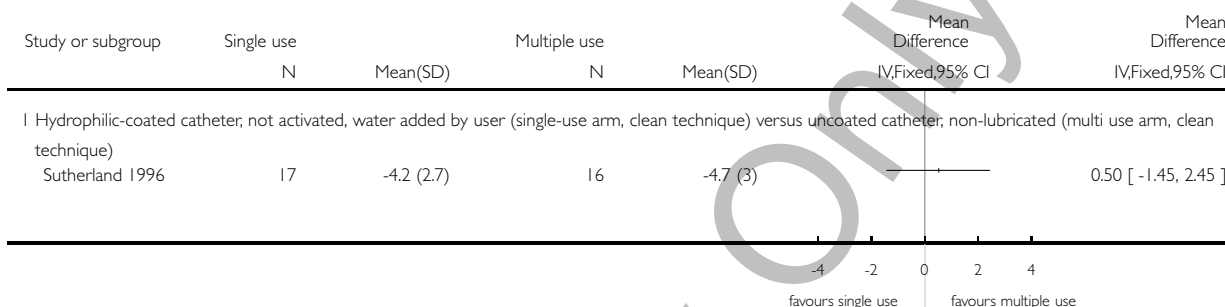 Mean Mean
Study or subgroup Single use Multiple use Difference Difference
N Mean(SD) N Mean(SD) IV,Fixed,95% CI IV,Fixed,95% CI
1 Hydrophilic-coated catheter, not activated, water added by user (single-use arm, clean technique) versus uncoated catheter, non-lubricated (multi use arm, clean
technique)
Sutherland 1996 17 -4.2 (2.7) 16 -4.7 (3) 0.50 [ -1.45, 2.45 ]
-4 -2 0 2 4
favours single use favours multiple use
Only